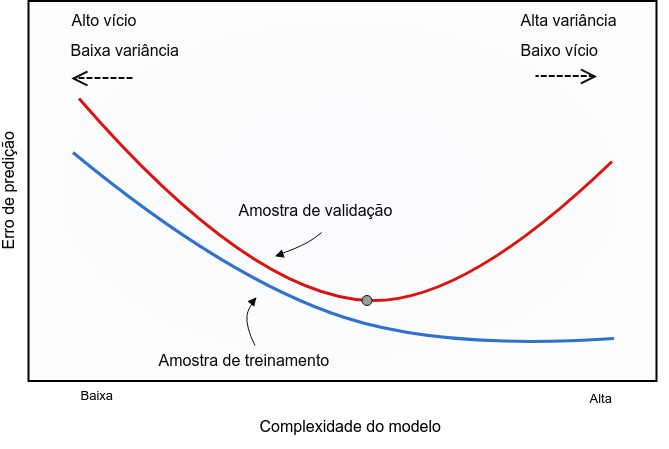 Alto vício
Baixa variância
Alta variância
Baixo vício
Erro de predição
Amostra de validação
Amostra de treinamento
Baixa
Alta
Complexidade do modelo